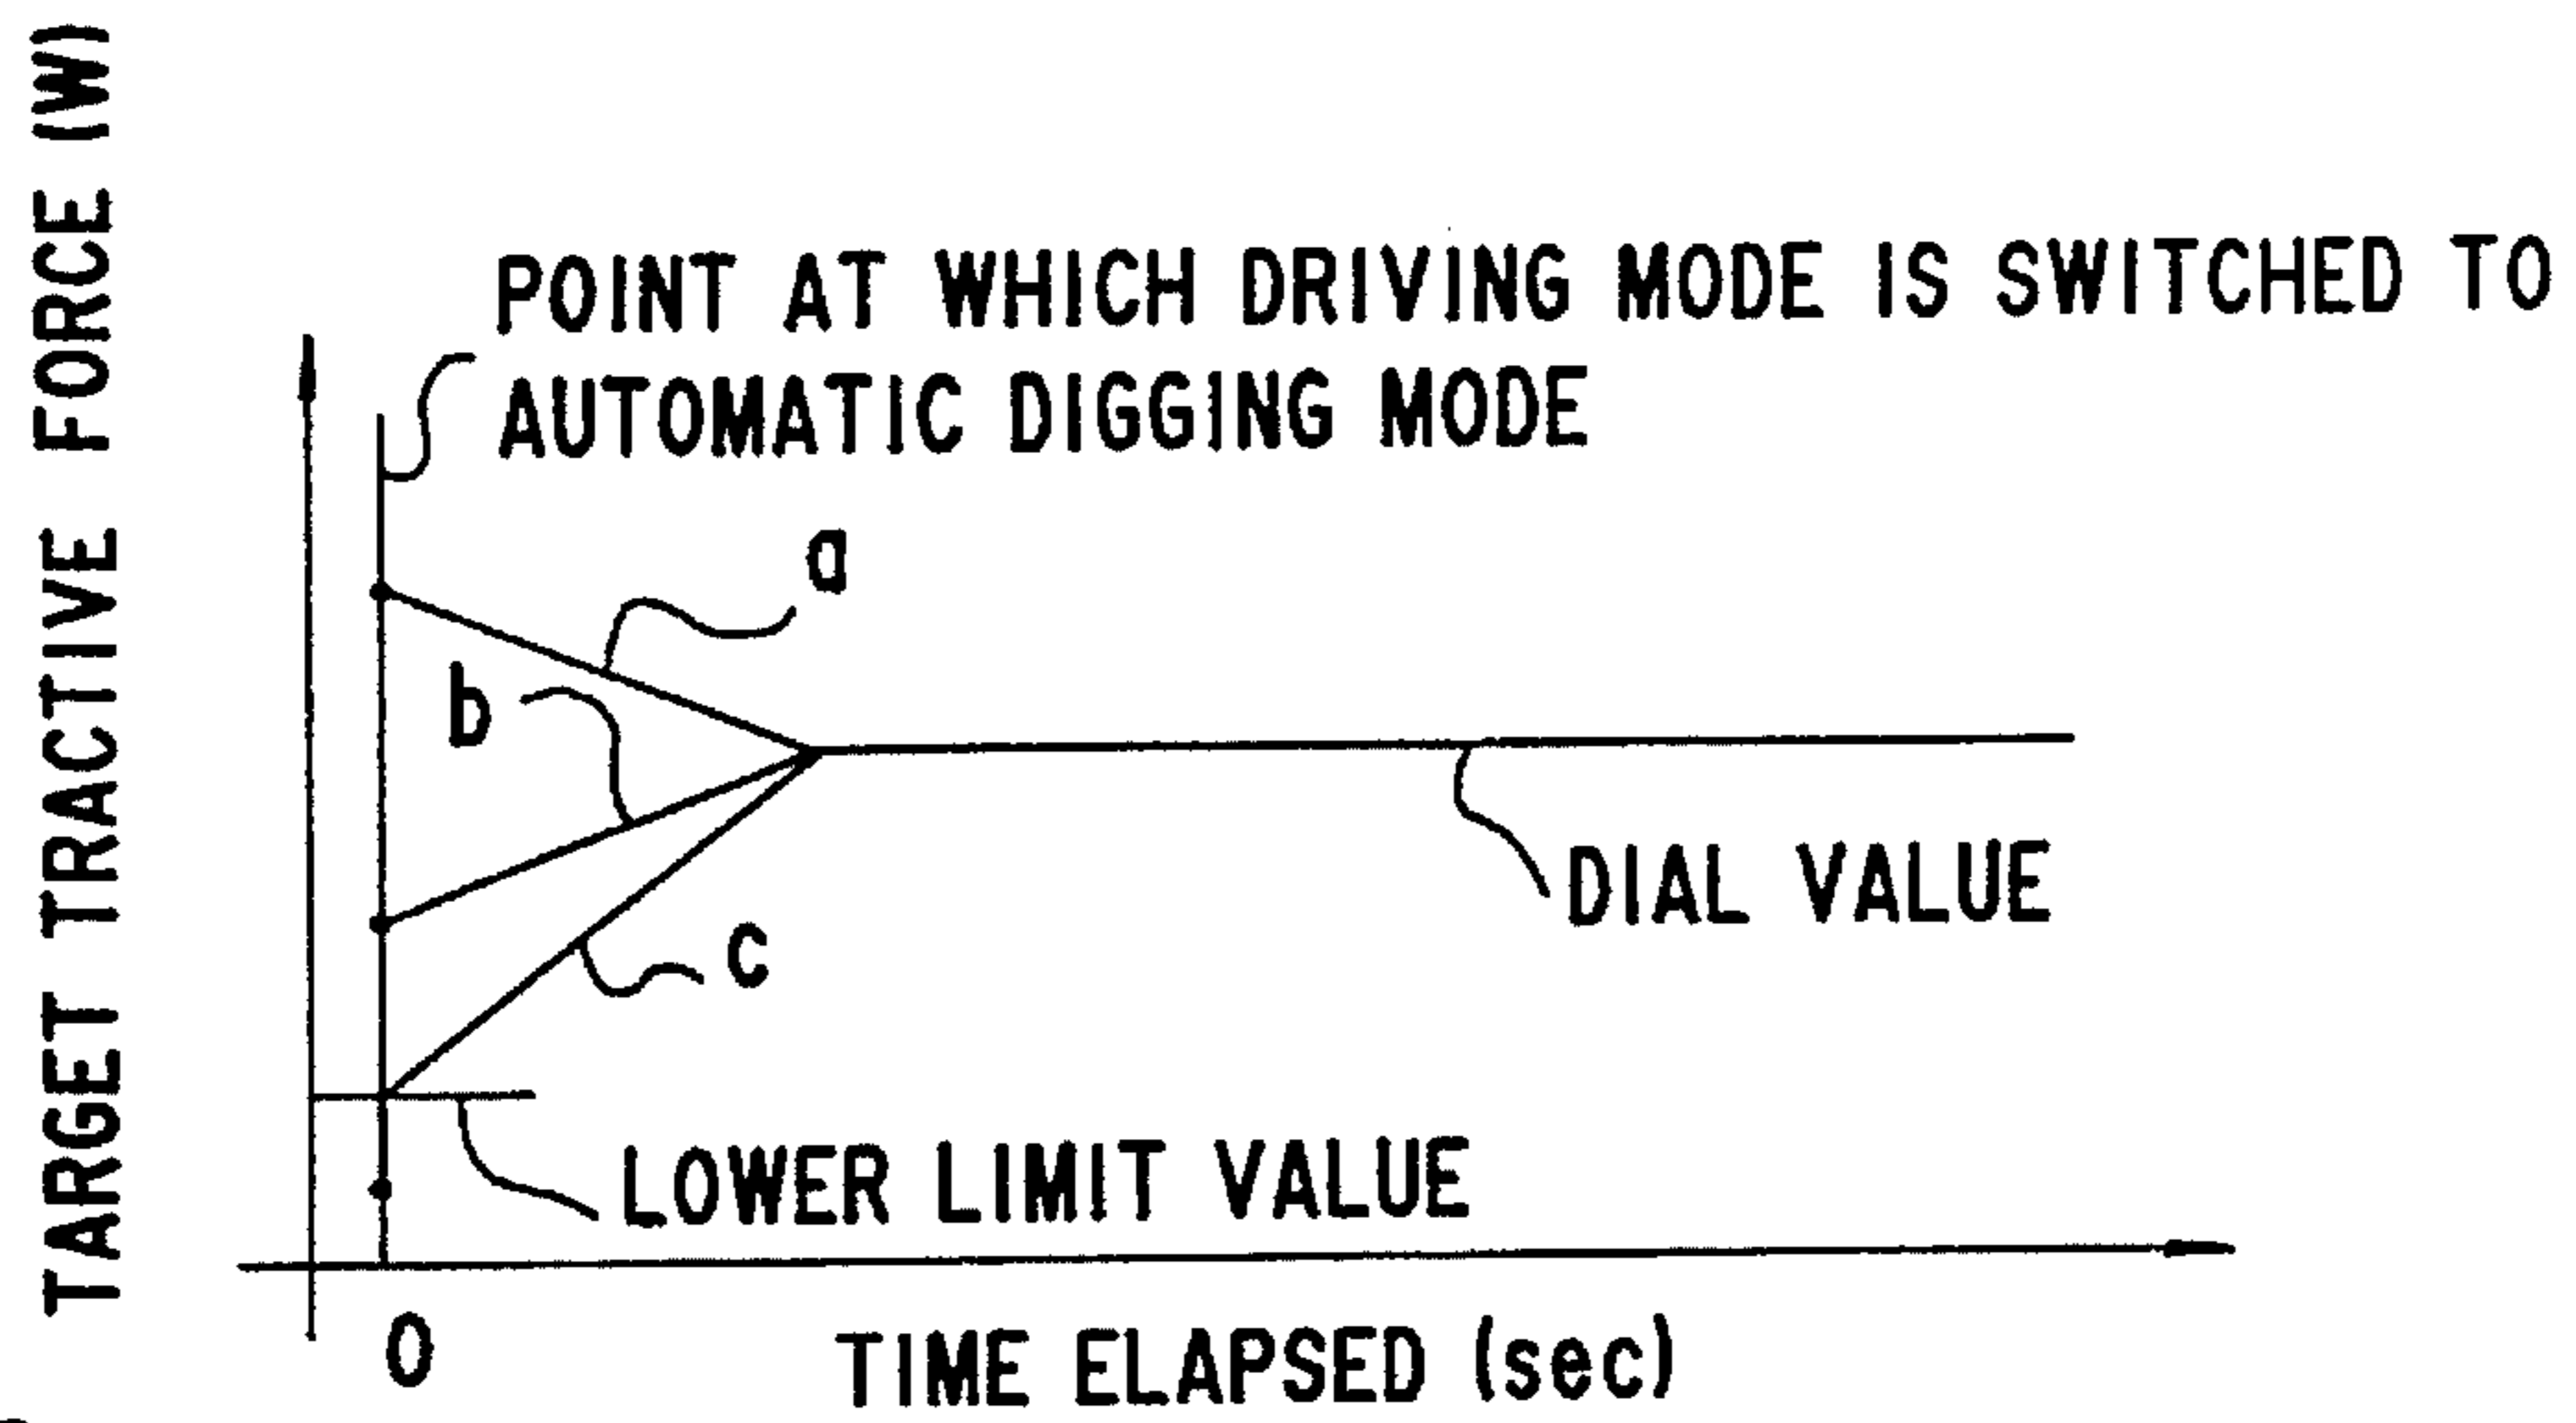 TARGET TRACTIVE FORCE (W)
POINT AT WHICH DRIVING MODE IS SWITCHED TO
AUTOMATIC DIGGING MODE
a
b
DIAL VALUE
c
LOWER LIMIT VALUE
0
TIME ELAPSED (sec)